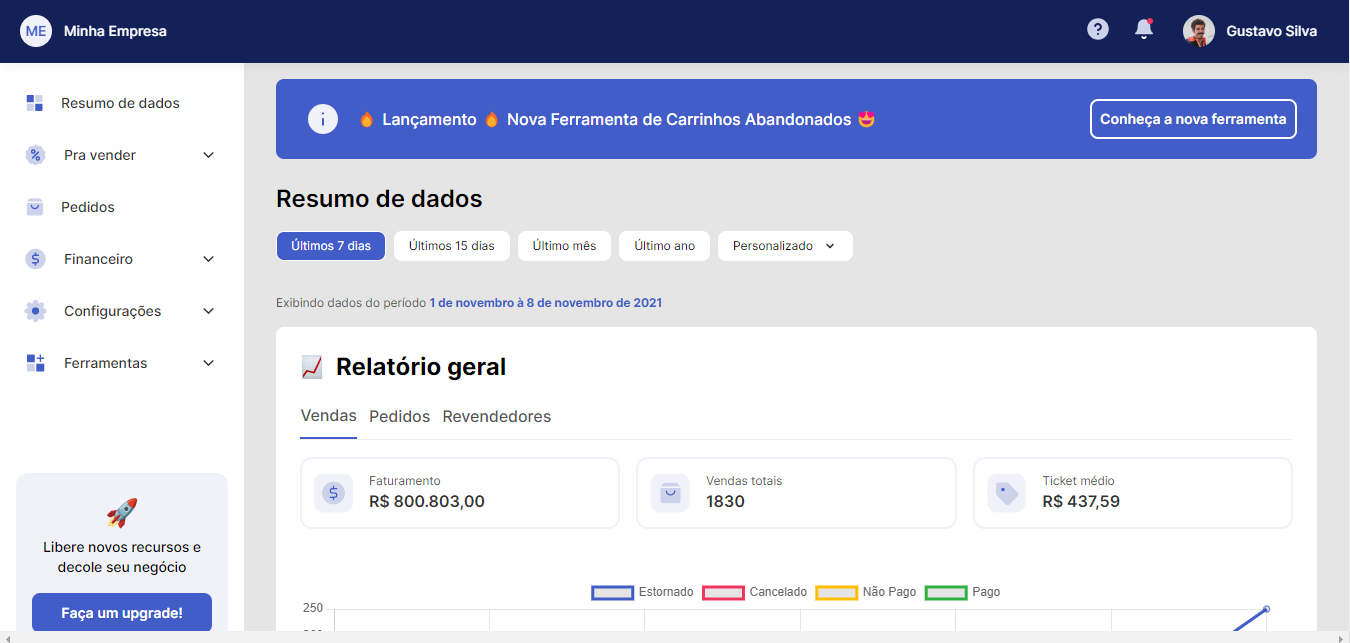 ME Minha Empresa
? Gustavo Silva
Resumo de dados
% Pra vender
Pedidos
$ Financeiro
Configurações
Ferramentas
Libere novos recursos e
decole seu negócio
Faça um upgrade!
i 🔥 Lançamento 🔥 Nova Ferramenta de Carrinhos Abandonados 😍 Conheça a nova ferramenta
Resumo de dados
Últimos 7 dias Últimos 15 dias Último mês Último ano Personalizado
Exibindo dados do período 1 de novembro à 8 de novembro de 2021
📈 Relatório geral
Vendas Pedidos Revendedores
$ Faturamento
R$ 800.803,00
Vendas totais
1830
Ticket médio
R$ 437,59
Estornado Cancelado Não Pago Pago
250